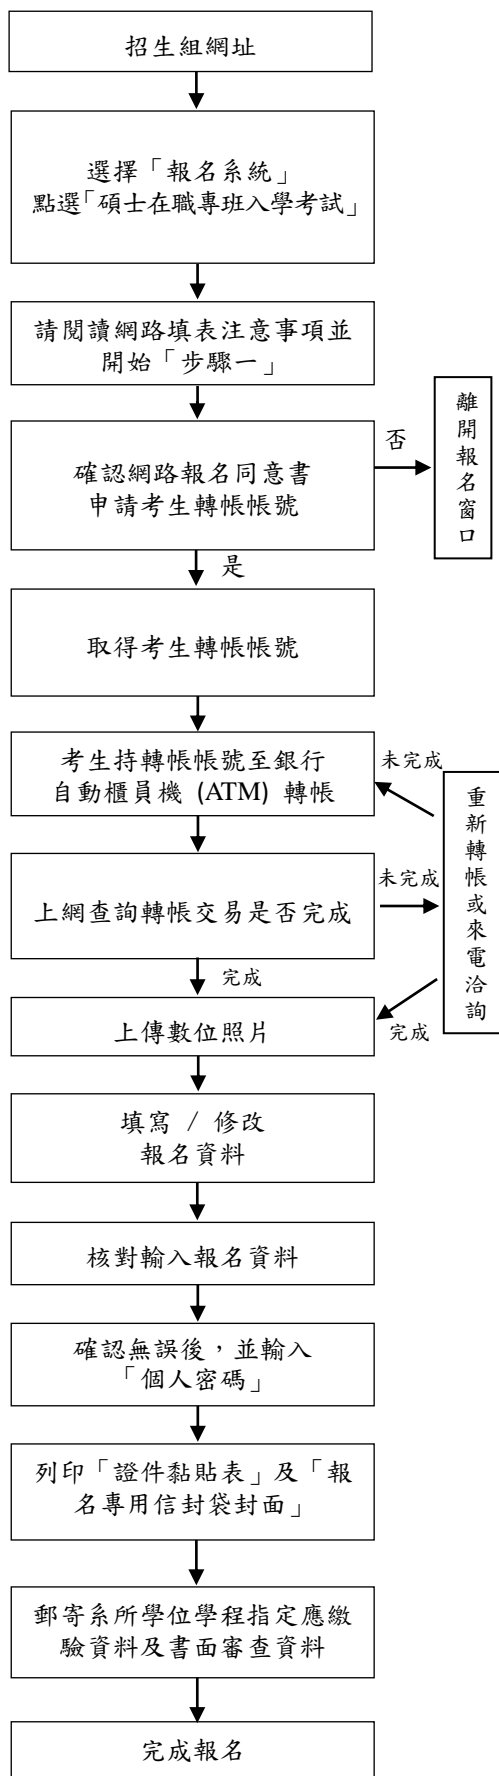 招生組網址
選擇「報名系統」
點選「碩士在職專班入學考試」
請閱讀網路填表注意事項並
開始「步驟一」
確認網路報名同意書
申請考生轉帳帳號
否
離開報名窗口
是
取得考生轉帳帳號
考生持轉帳帳號至銀行
自動櫃員機 (ATM) 轉帳
未完成
重新轉帳或來電洽詢
上網查詢轉帳交易是否完成
未完成
完成
完成
上傳數位照片
填寫 / 修改
報名資料
核對輸入報名資料
確認無誤後，並輸入
「個人密碼」
列印「證件黏貼表」及「報
名專用信封袋封面」
郵寄系所學位學程指定應繳
驗資料及書面審查資料
完成報名